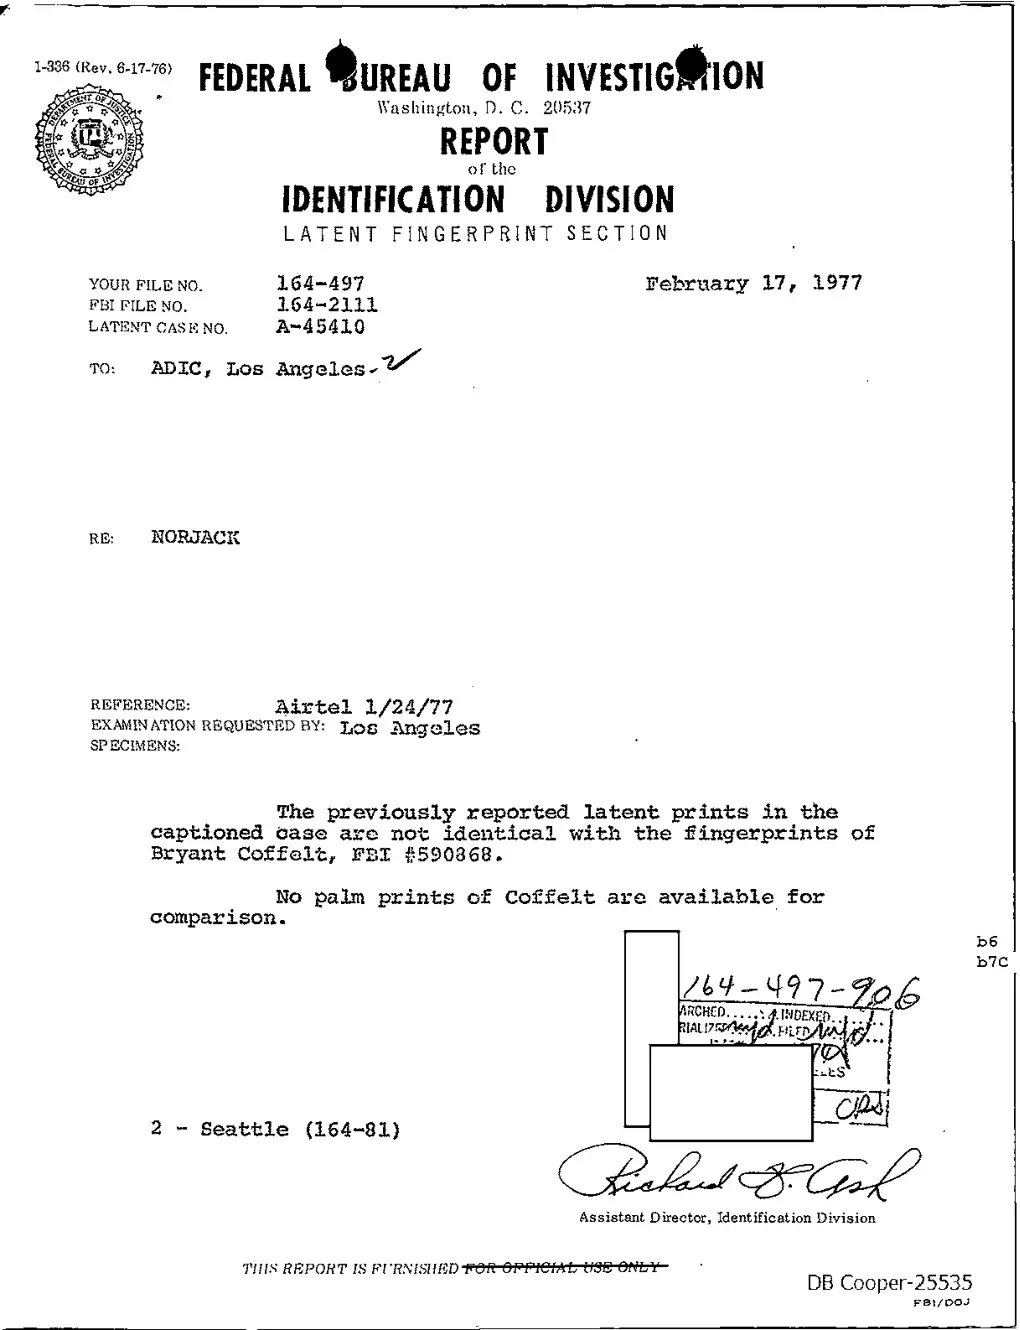 1-336 (Rev. 6-17-76)
FEDERAL BUREAU OF INVESTIGATION
Washington, D. C. 20537
REPORT
of the
IDENTIFICATION DIVISION
LATENT FINGERPRINT SECTION
YOUR FILE NO. 164-497 February 17, 1977
FBI FILE NO. 164-2111
LATENT CASE NO. A-45410
TO: ADIC, Los Angeles
RE: NORJACK
REFERENCE: Airtel 1/24/77
EXAMINATION REQUESTED BY: Los Angeles
SPECIMENS:
The previously reported latent prints in the
captioned case are not identical with the fingerprints of
Bryant Coffelt, FBI #590868.
No palm prints of Coffelt are available for
comparison.
b6
b7C
164-497-906
ARCHED..... INDEXED
FILED
2 - Seattle (164-81)
Richard F. Ash
Assistant Director, Identification Division
THIS REPORT IS FURNISHED FOR OFFICIAL USE ONLY
DB Cooper-25535
FBI/DOJ